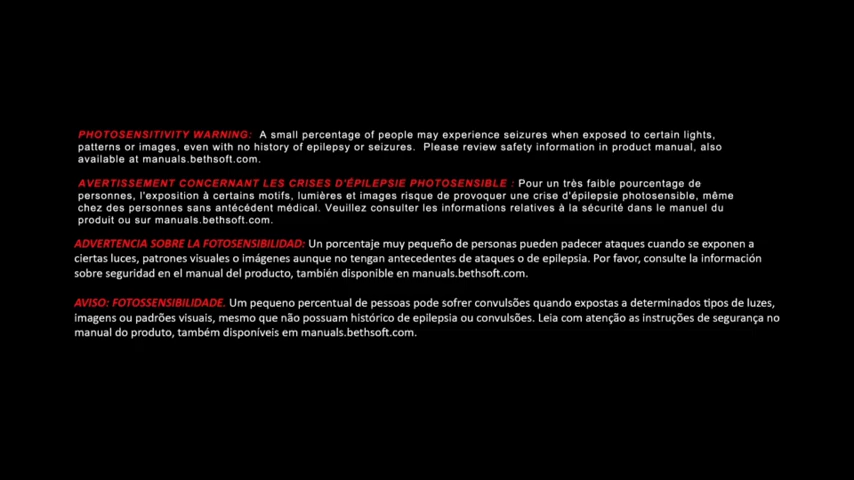 PHOTOSENSITIVITY WARNING: A small percentage of people may experience seizures when exposed to certain lights,
patterns or images, even with no history of epilepsy or seizures. Please review safety information in product manual, also
available at manuals.bethsoft.com.
AVERTISSEMENT CONCERNANT LES CRISES D'ÉPILEPSIE PHOTOSENSIBLE : Pour un très faible pourcentage de
personnes, l'exposition à certains motifs, lumières et images risque de provoquer une crise d'épilepsie photosensible, même
chez des personnes sans antécédent médical. Veuillez consulter les informations relatives à la sécurité dans le manuel du
produit ou sur manuals.bethsoft.com.
ADVERTENCIA SOBRE LA FOTOSENSIBILIDAD: Un porcentaje muy pequeño de personas pueden padecer ataques cuando se exponen a
ciertas luces, patrones visuales o imágenes aunque no tengan antecedentes de ataques o de epilepsia. Por favor, consulte la información
sobre seguridad en el manual del producto, también disponible en manuals.bethsoft.com.
AVISO: FOTOSSENSIBILIDADE. Um pequeno percentual de pessoas pode sofrer convulsões quando expostas a determinados tipos de luzes,
imagens ou padrões visuais, mesmo que não possuam histórico de epilepsia ou convulsões. Leia com atenção as instruções de segurança no
manual do produto, também disponíveis em manuals.bethsoft.com.